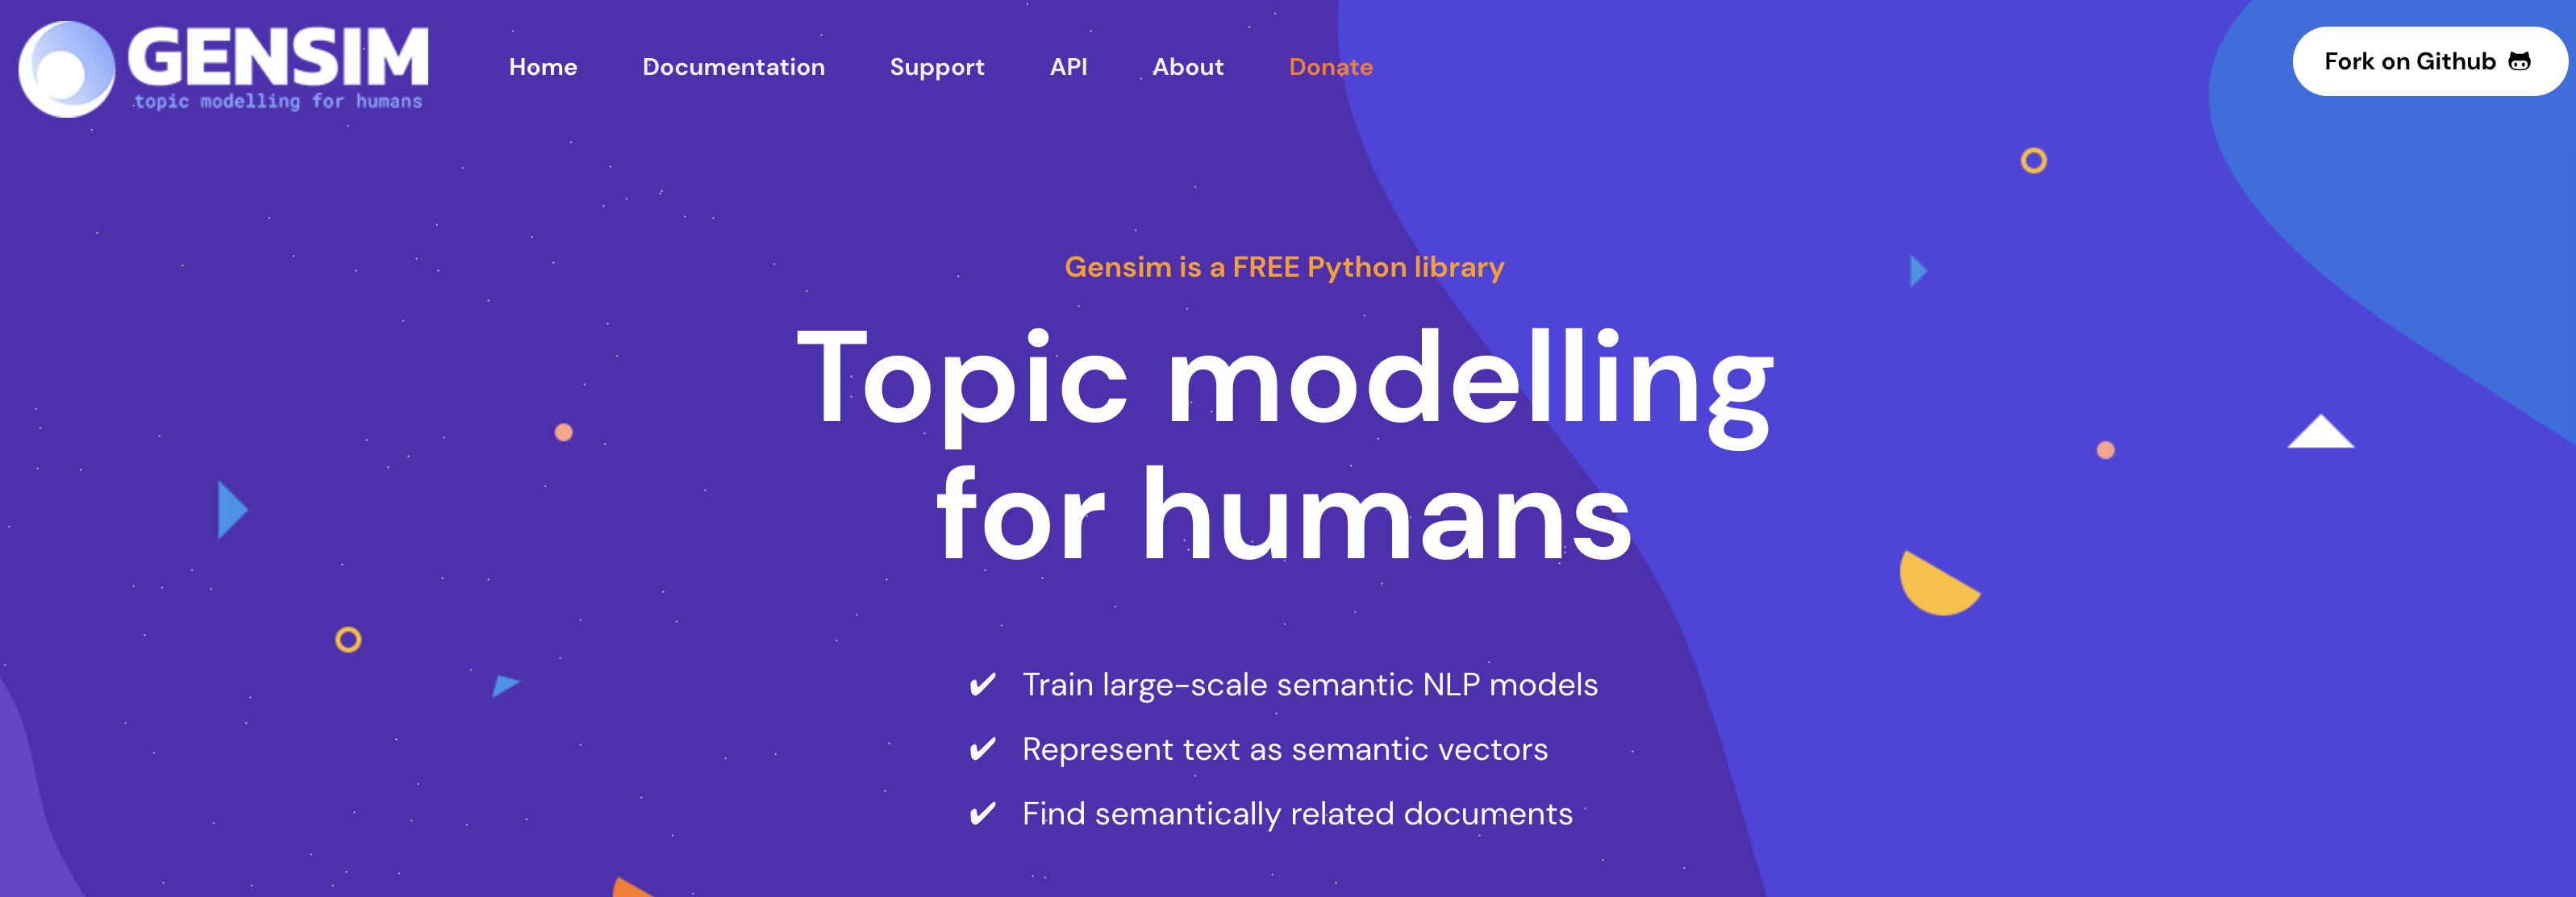 GENSIM
topic modelling for humans
Home Documentation Support API About Donate
Fork on Github
Gensim is a FREE Python library
Topic modelling
for humans
✔ Train large-scale semantic NLP models
✔ Represent text as semantic vectors
✔ Find semantically related documents